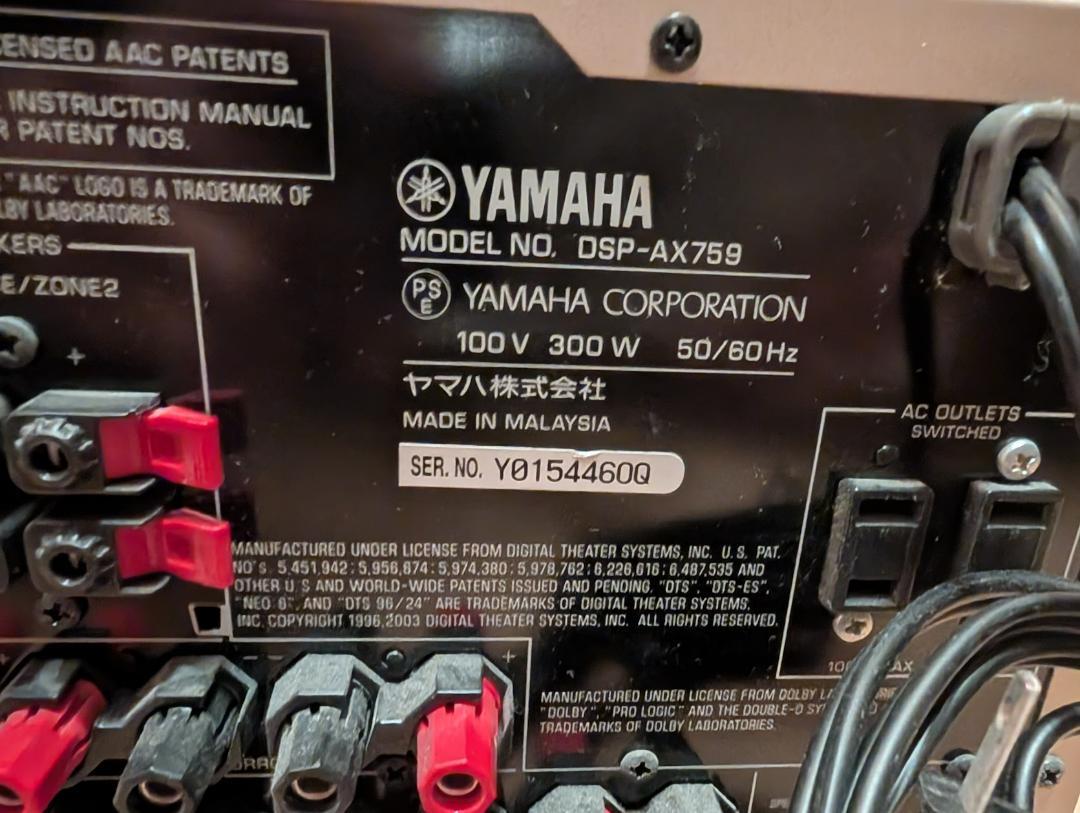 ENSED AAC PATENTS
INSTRUCTION MANUAL
PATENT NOS.
"AAC" LOGO IS A TRADEMARK OF
LBY LABORATORIES.
KERS
E/ZONE2
+
YAMAHA
MODEL NO. DSP-AX759
PS E YAMAHA CORPORATION
100V 300W 50/60Hz
ヤマハ株式会社
MADE IN MALAYSIA
SER. NO. Y0154460Q
AC OUTLETS
SWITCHED
MANUFACTURED UNDER LICENSE FROM DIGITAL THEATER SYSTEMS, INC. U.S. PAT.
NO's. 5,451,942; 5,956,674; 5,974,380; 5,978,762; 6,226,616; 6,487,535 AND
OTHER U.S AND WORLD-WIDE PATENTS ISSUED AND PENDING. "DTS", "DTS-ES",
"NEO: 6", AND "DTS 96/24" ARE TRADEMARKS OF DIGITAL THEATER SYSTEMS,
INC. COPYRIGHT 1996,2003 DIGITAL THEATER SYSTEMS, INC. ALL RIGHTS RESERVED.
MANUFACTURED UNDER LICENSE FROM DOLBY
"DOLBY", "PRO LOGIC" AND THE DOUBLE-D
TRADEMARKS OF DOLBY LABORATORIES.